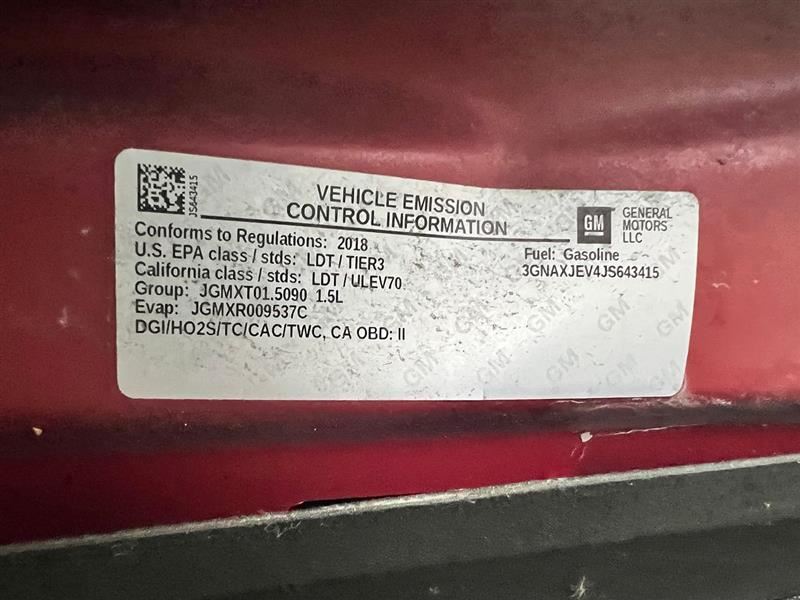 JS643415
VEHICLE EMISSION
CONTROL INFORMATION
GM
GENERAL
MOTORS
LLC
Conforms to Regulations: 2018
U.S. EPA class / stds: LDT / TIER3
California class / stds: LDT / ULEV70
Group: JGMXT01.5090 1.5L
Evap: JGMXR009537C
DGI/HO2S/TC/CAC/TWC, CA OBD: II
Fuel: Gasoline
3GNAXJEV4JS643415